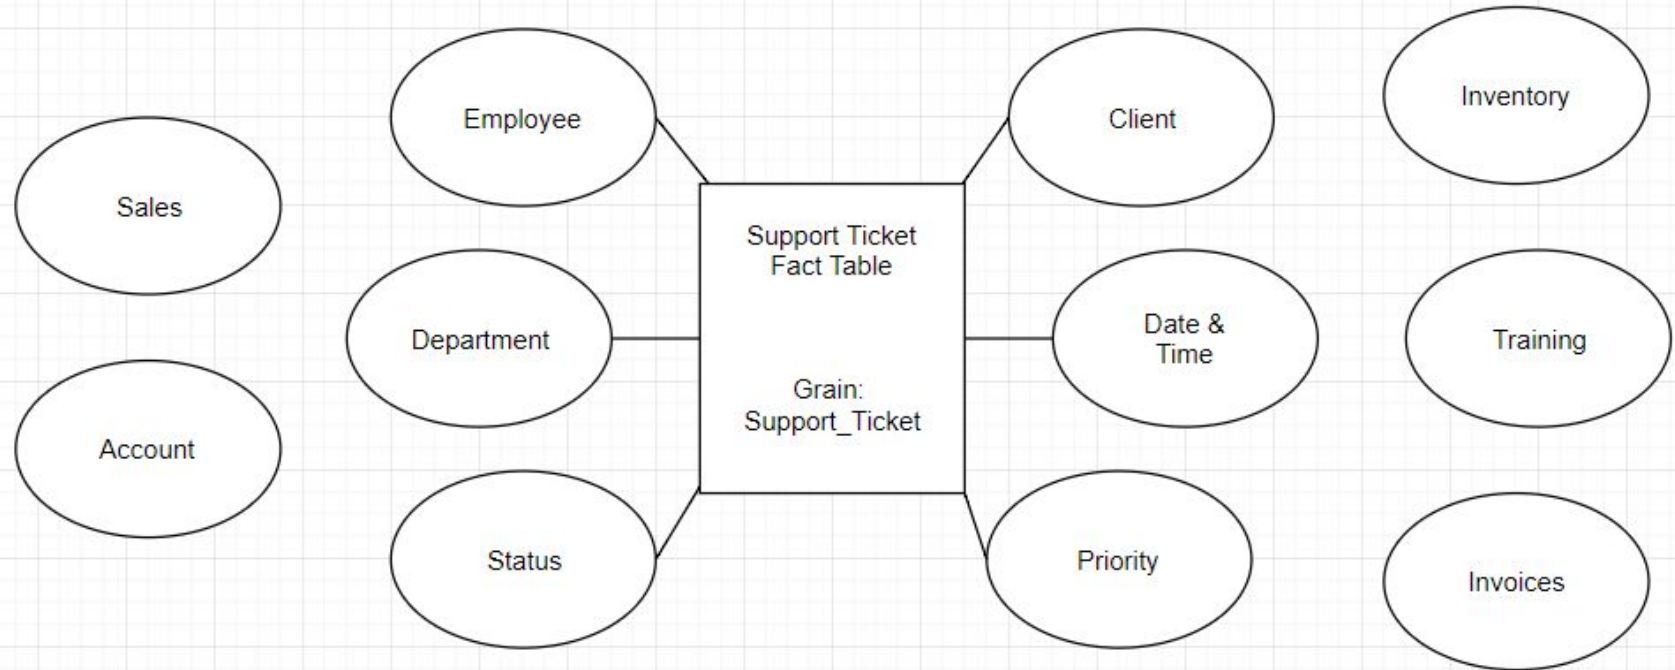 Inventory
Employee
Client
Sales
Support Ticket
Fact Table
Department
Date &
Time
Training
Grain:
Support_Ticket
Account
Status
Priority
Invoices